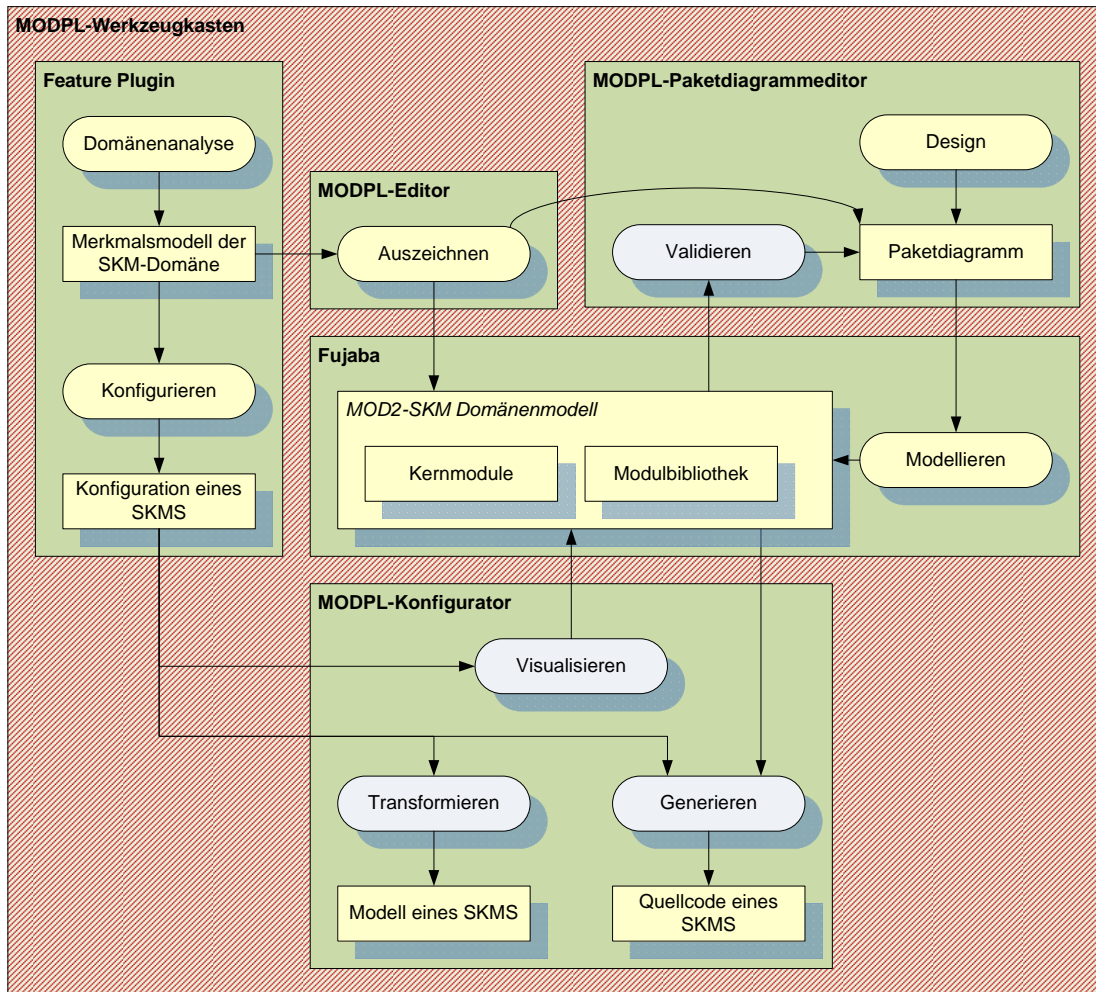 MODPL-Werkzeugkasten
Feature Plugin
Domänenanalyse
Merkmalsmodell der
SKM-Domäne
Konfigurieren
Konfiguration eines
SKMS
MODPL-Editor
Auszeichnen
MODPL-Paketdiagrammeditor
Design
Validieren
Paketdiagramm
Fujaba
MOD2-SKM Domänenmodell
Kernmodule
Modulbibliothek
Modellieren
MODPL-Konfigurator
Visualisieren
Transformieren
Generieren
Modell eines SKMS
Quellcode eines
SKMS